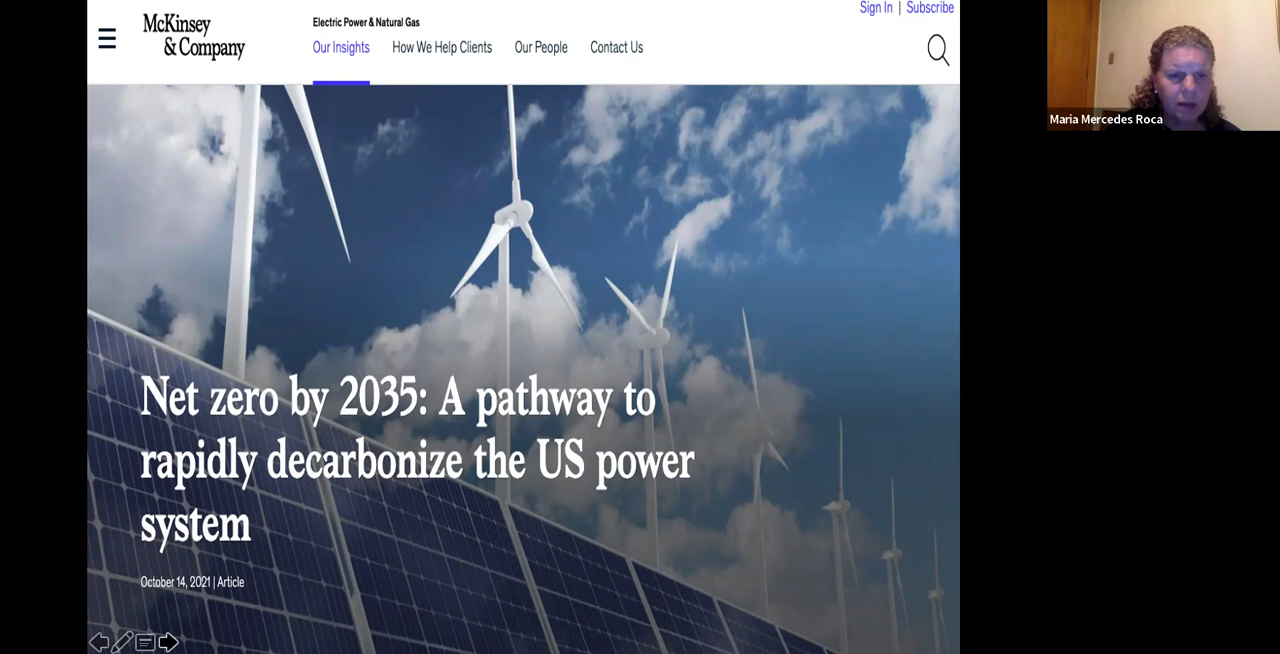 Sign In | Subscribe
McKinsey
& Company
Electric Power & Natural Gas
Our Insights How We Help Clients Our People Contact Us
Maria Mercedes Roca
Net zero by 2035: A pathway to
rapidly decarbonize the US power
system
October 14, 2021 | Article